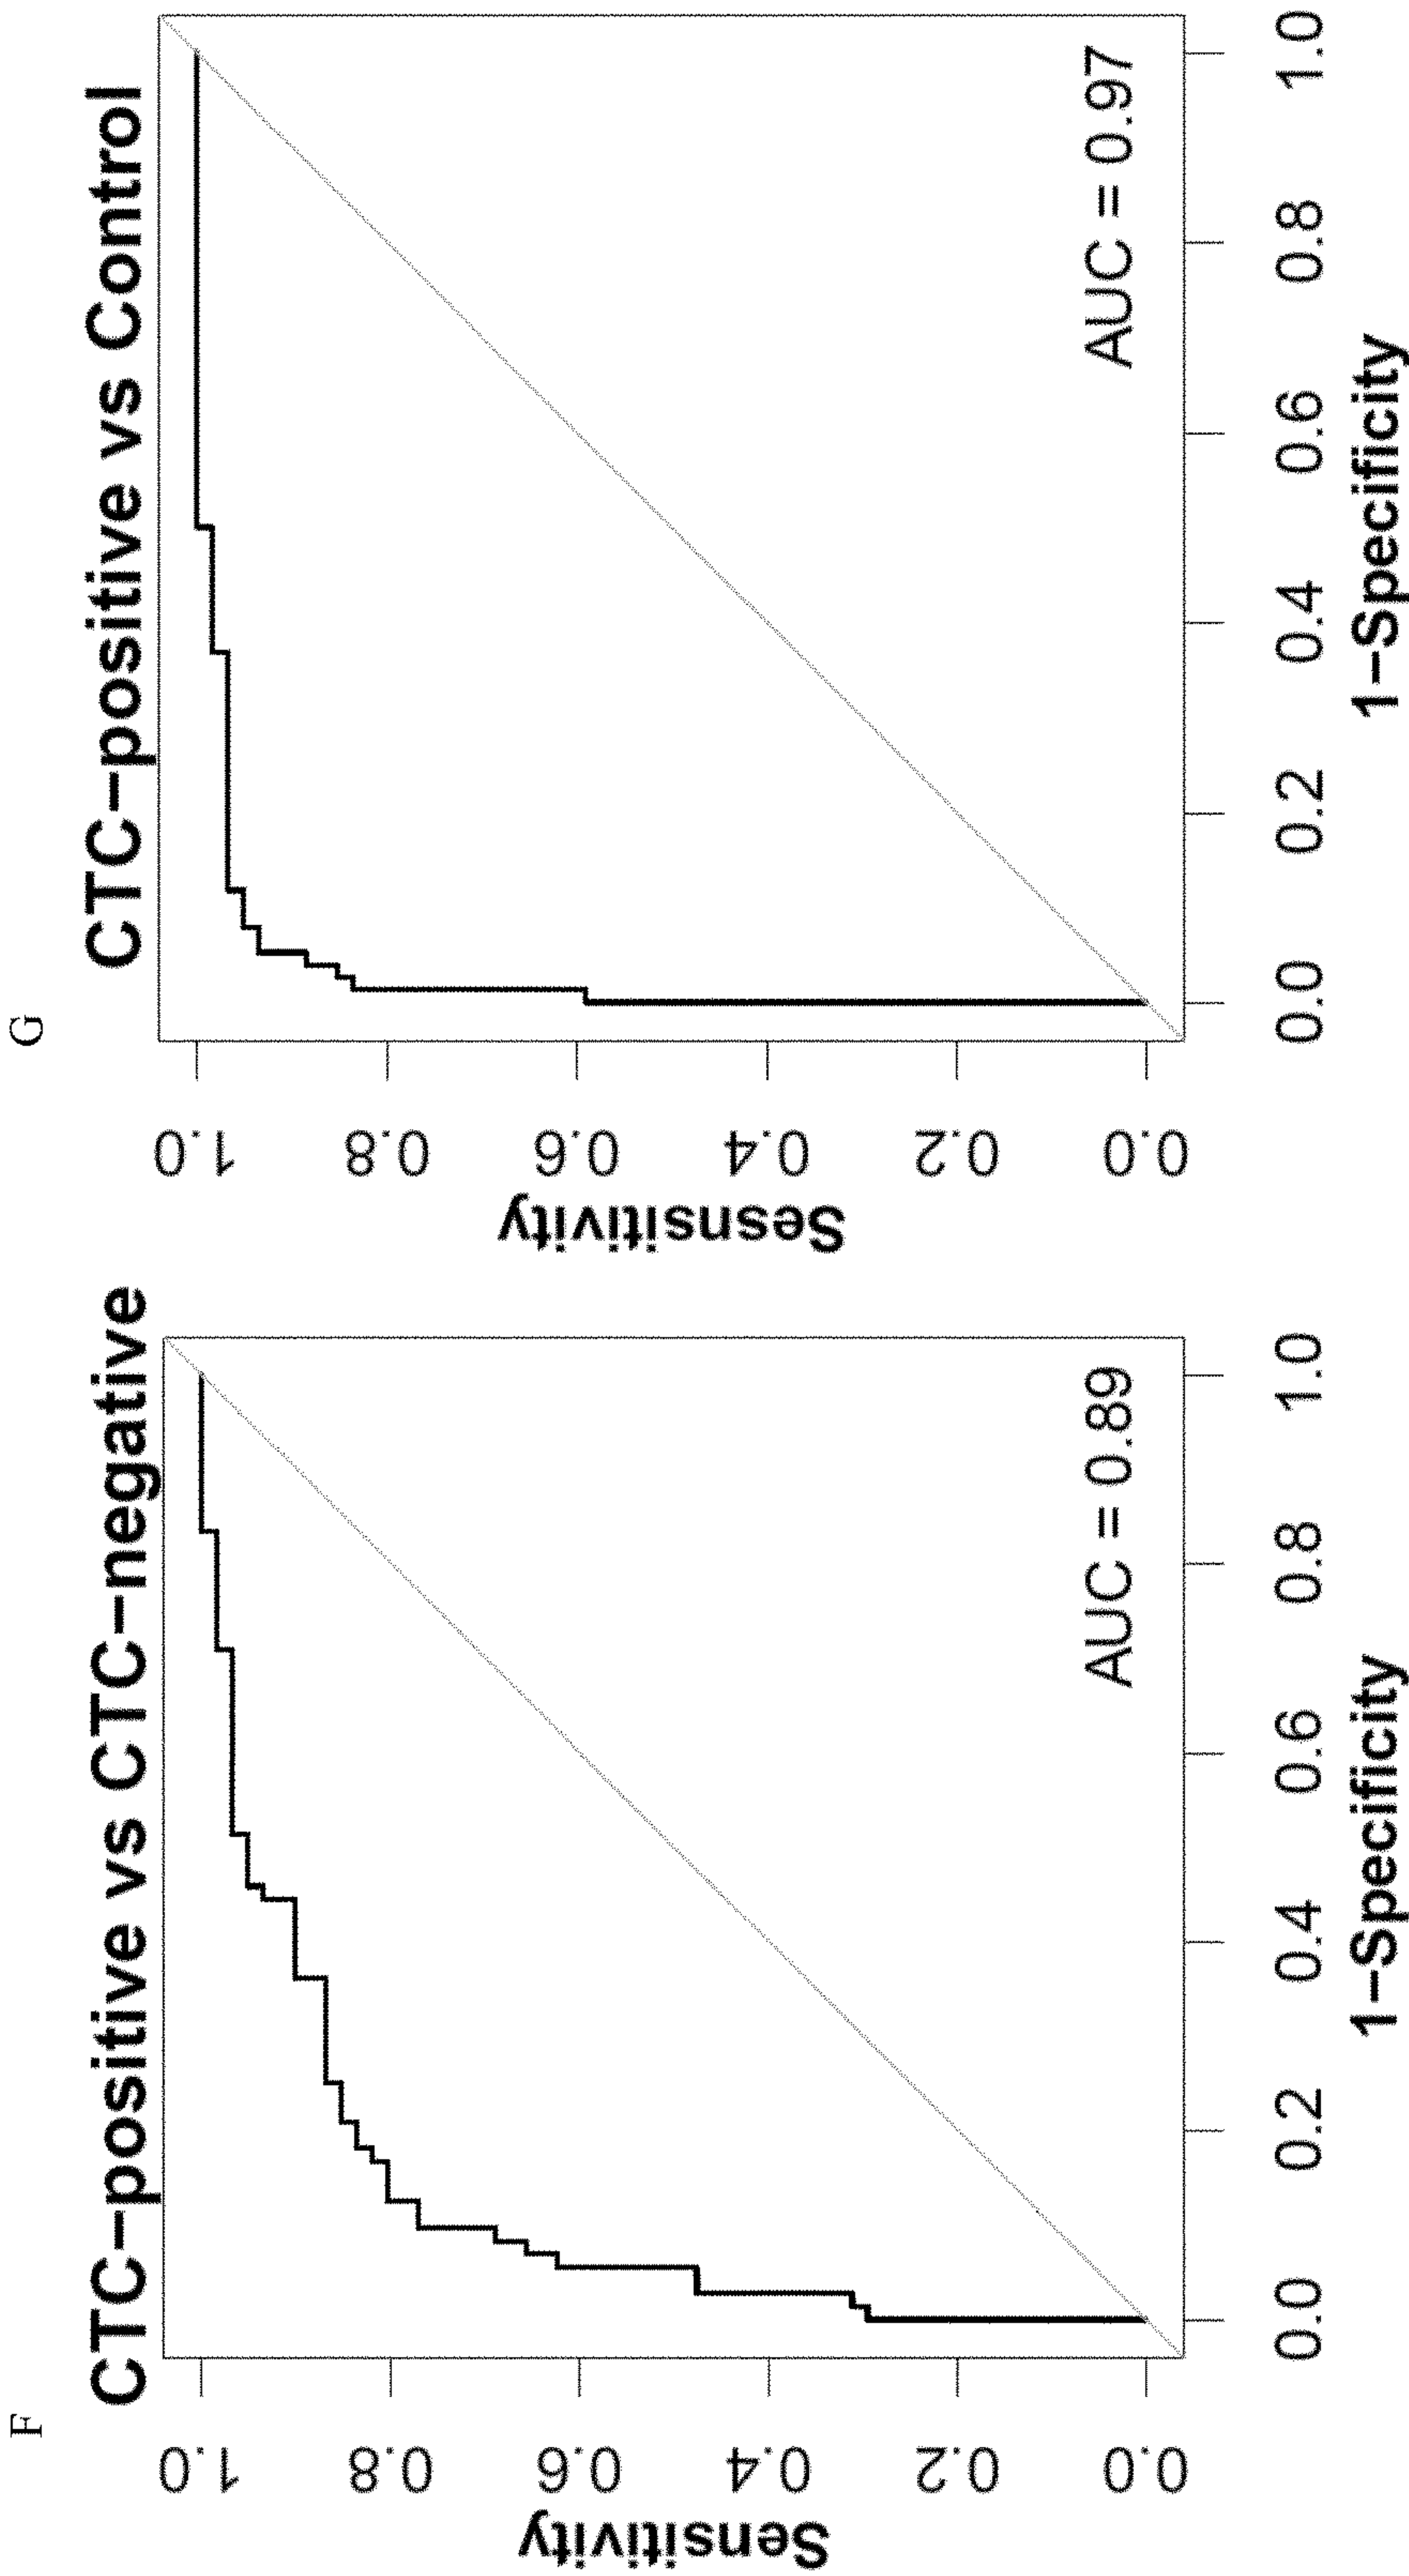 F
CTC-positive vs CTC-negative
Sensitivity
1.0
0.8
0.6
0.4
0.2
0.0
AUC = 0.89
0.0 0.2 0.4 0.6 0.8 1.0
1-Specificity
G
CTC-positive vs Control
Sesnsitivity
1.0
0.8
0.6
0.4
0.2
0.0
AUC = 0.97
0.0 0.2 0.4 0.6 0.8 1.0
1-Specificity